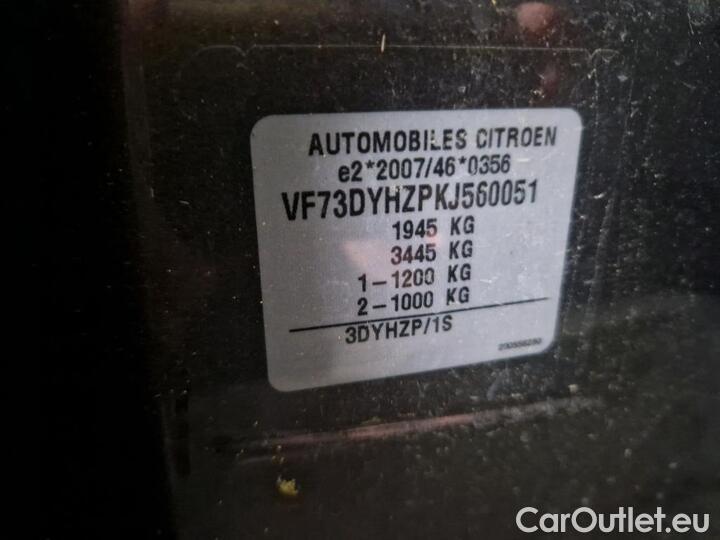 AUTOMOBILES CITROEN
e2*2007/46*0356
VF73DYHZPKJ560051
1945 KG
3445 KG
1-1200 KG
2-1000 KG
3DYHZP/1S
CarOutlet.eu